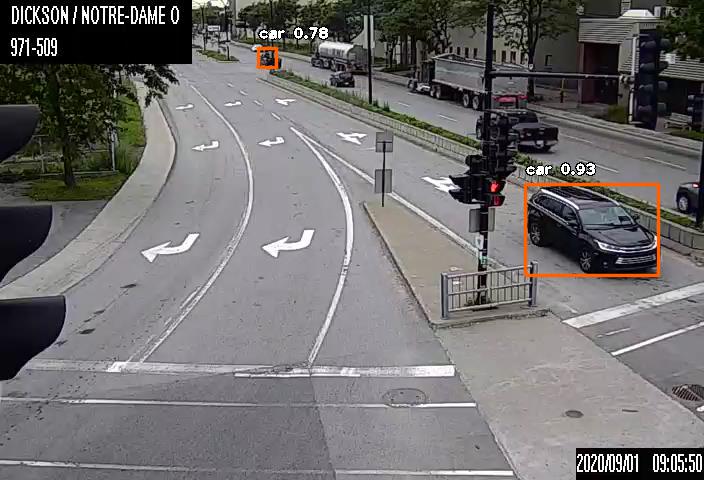 DICKSON / NOTRE-DAME O
971-509
car 0.78
car 0.93
2020/09/01 09:05:50